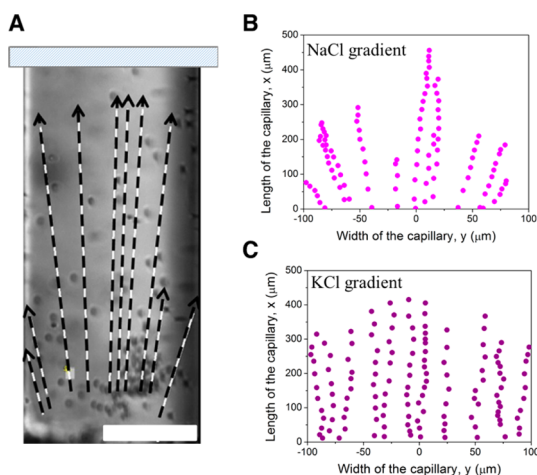 A
B
NaCl gradient
Length of the capillary, x (μm)
500
400
300
200
100
0
-100
-50
0
50
100
Width of the capillary, y (μm)
C
KCl gradient
Length of the capillary, x (μm)
500
400
300
200
100
0
-100
-50
0
50
100
Width of the capillary, y (μm)